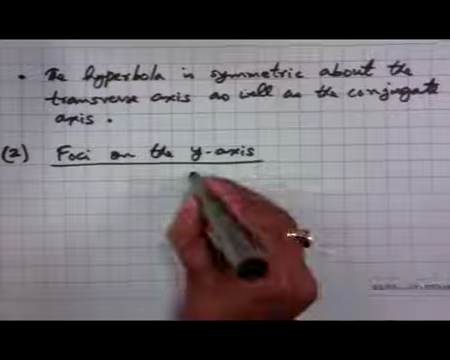 • The hyperbola is symmetric about the
transverse axis as well as the conjugate
axis.
(2) Foci on the y-axis